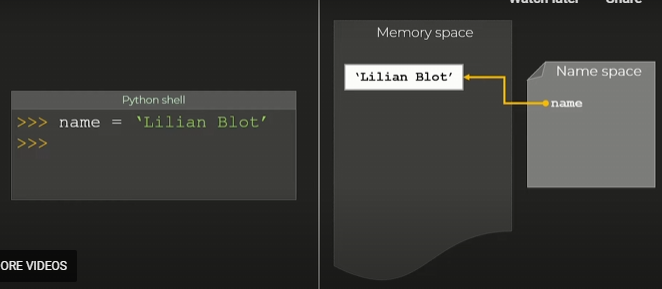 Watch later Share
Memory space
'Lilian Blot'
Name space
name
Python shell
>>> name = ‘Lilian Blot’
>>>
ORE VIDEOS